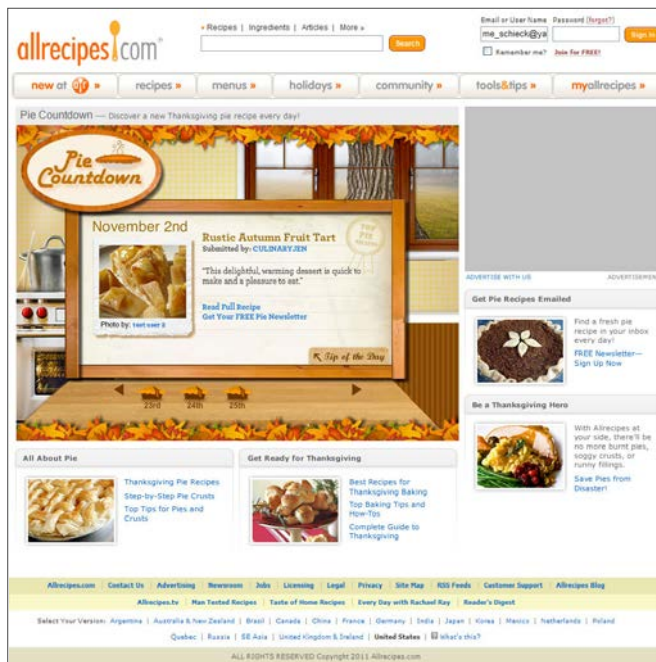 Recipes | Ingredients | Articles | More »
Email or User Name Password (forgot?)
allrecipes.com
me_schieck@ya
Search
Sign In
Remember me? Join for FREE!
new at ar »
recipes »
menus »
holidays »
community »
tools&tips »
myallrecipes »
Pie Countdown — Discover a new Thanksgiving pie recipe every day!
Pie
Countdown
November 2nd
Rustic Autumn Fruit Tart
Submitted by: CULINARYJEN
TOP
PIE
"This delightful, warming dessert is quick to
make and a pleasure to eat."
Read Full Recipe
Get Your FREE Pie Newsletter
Photo by: test user 2
Tip of the Day
23rd 24th 25th
ADVERTISE WITH US
ADVERTISEMEN
Get Pie Recipes Emailed
Find a fresh pie
recipe in your inbox
every day!
FREE Newsletter—
Sign Up Now
Be a Thanksgiving Hero
With Allrecipes at
your side, there'll be
no more burnt pies,
soggy crusts, or
runny fillings.
Save Pies from
Disaster!
All About Pie
Thanksgiving Pie Recipes
Step-by-Step Pie Crusts
Top Tips for Pies and
Crusts
Get Ready for Thanksgiving
Best Recipes for
Thanksgiving Baking
Top Baking Tips and
How-Tos
Complete Guide to
Thanksgiving
Allrecipes.com | Contact Us | Advertising | Newsroom | Jobs | Licensing | Legal | Privacy | Site Map | RSS Feeds | Customer Support | Allrecipes Blog
Allrecipes.tv | Man Tested Recipes | Taste of Home Recipes | Every Day with Rachael Ray | Reader's Digest
Select Your Version: Argentina | Australia & New Zealand | Brazil | Canada | China | France | Germany | India | Japan | Korea | Mexico | Netherlands | Poland
Quebec | Russia | SE Asia | United Kingdom & Ireland | United States | What's this?
ALL RIGHTS RESERVED Copyright 2011 Allrecipes.com